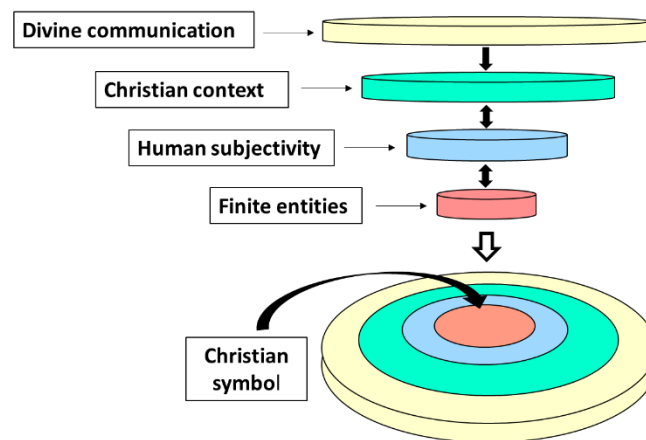 Divine communication
Christian context
Human subjectivity
Finite entities
Christian
symbol